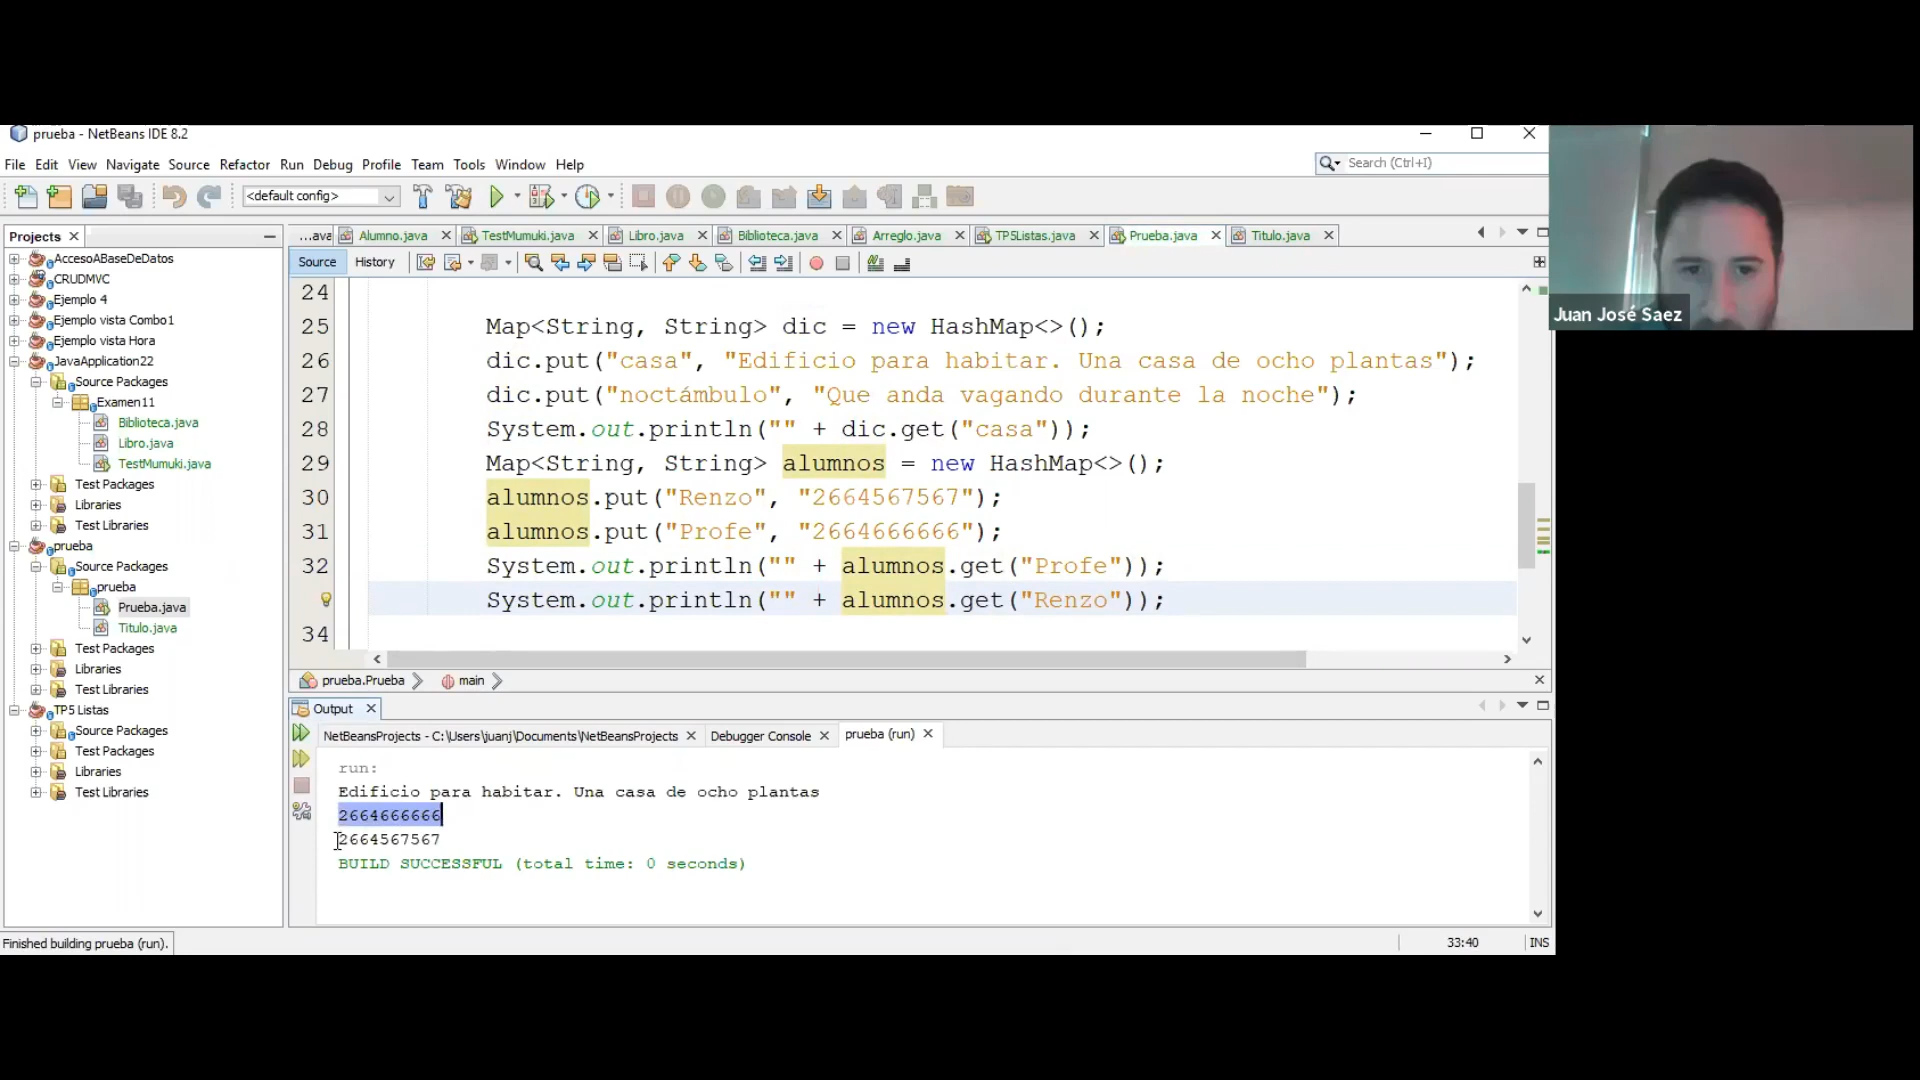 prueba - NetBeans IDE 8.2
File Edit View Navigate Source Refactor Run Debug Profile Team Tools Window Help
Search (Ctrl+I)
<default config>
Projects
...ava Alumno.java TestMumuki.java Libro.java Biblioteca.java Arreglo.java TP5Listas.java Prueba.java Titulo.java
Source History
AccesoABaseDeDatos
CRUDMVC
Ejemplo 4
Ejemplo vista Combo1
Ejemplo vista Hora
JavaApplication22
Source Packages
Examen11
Biblioteca.java
Libro.java
TestMumuki.java
Test Packages
Libraries
Test Libraries
prueba
Source Packages
prueba
Prueba.java
Titulo.java
Test Packages
Libraries
Test Libraries
TP5 Listas
Source Packages
Test Packages
Libraries
Test Libraries
24
25 Map<String, String> dic = new HashMap<>();
26 dic.put("casa", "Edificio para habitar. Una casa de ocho plantas");
27 dic.put("noctámbulo", "Que anda vagando durante la noche");
28 System.out.println("" + dic.get("casa"));
29 Map<String, String> alumnos = new HashMap<>();
30 alumnos.put("Renzo", "2664567567");
31 alumnos.put("Profe", "2664666666");
32 System.out.println("" + alumnos.get("Profe"));
System.out.println("" + alumnos.get("Renzo"));
34
prueba.Prueba main
Output
NetBeansProjects - C:\Users\juanj\Documents\NetBeansProjects Debugger Console prueba (run)
run:
Edificio para habitar. Una casa de ocho plantas
2664666666
2664567567
BUILD SUCCESSFUL (total time: 0 seconds)
Finished building prueba (run).
33:40 INS
Juan José Saez